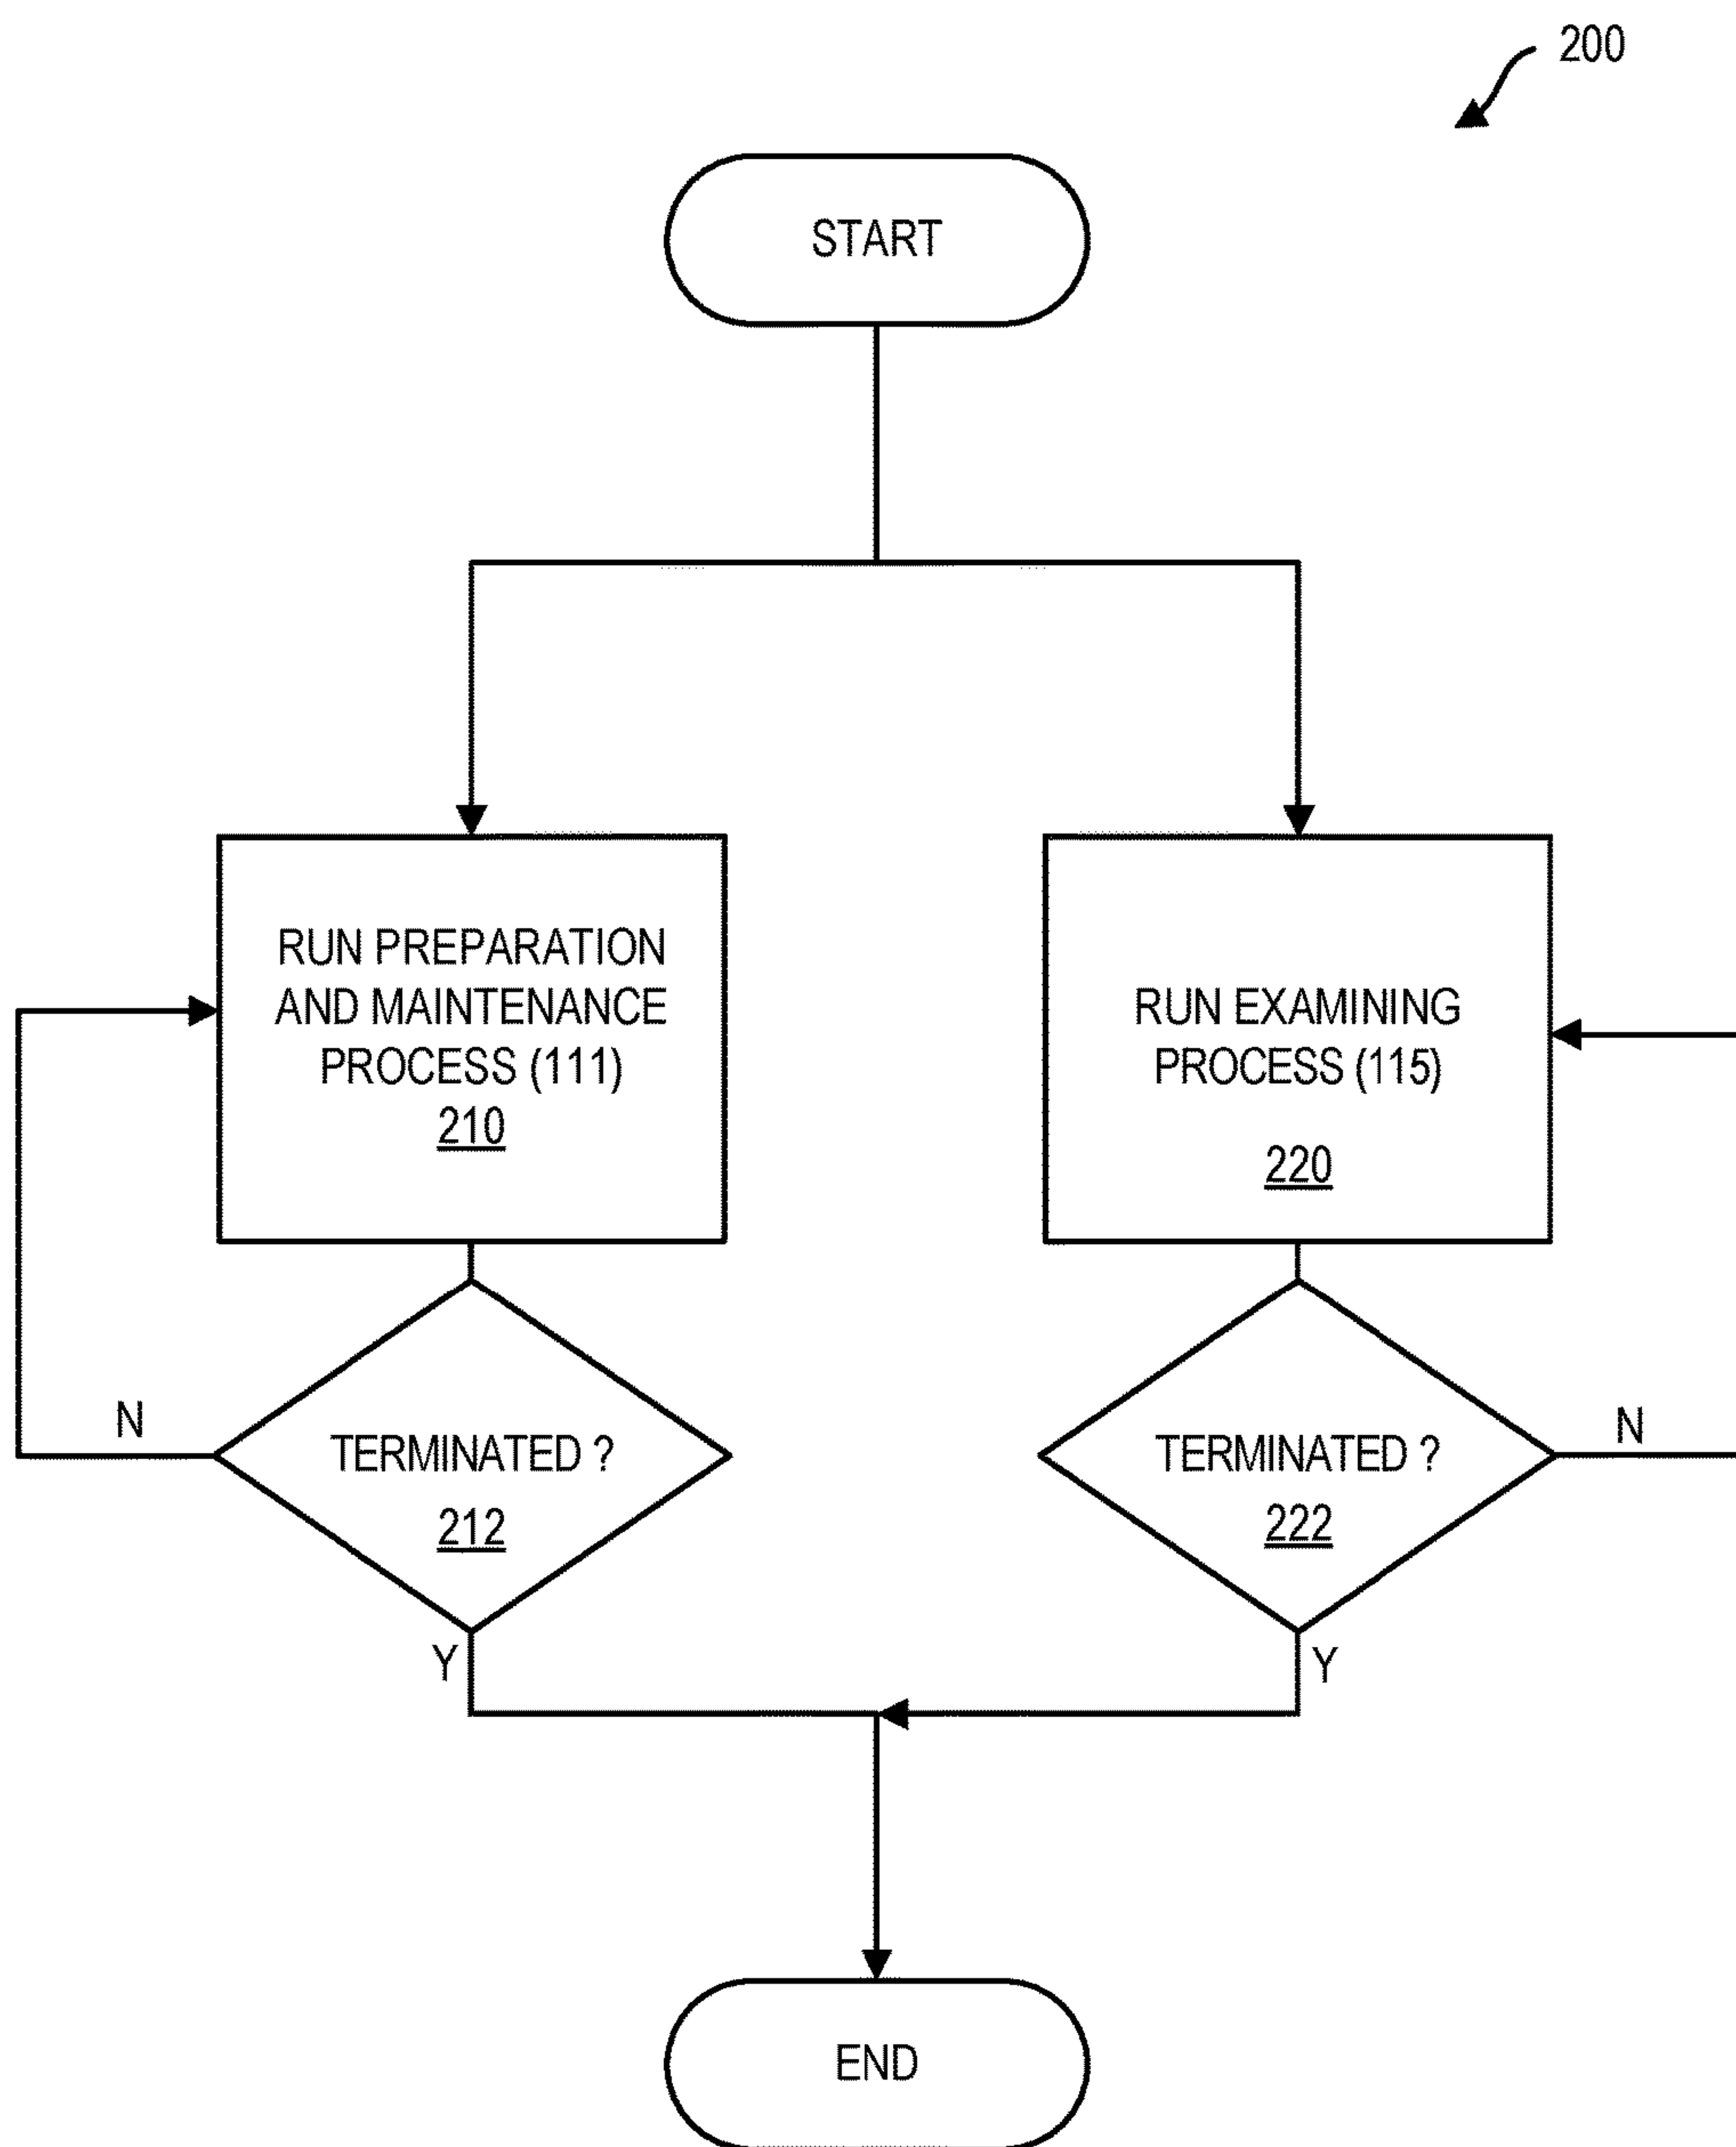 200
START
RUN PREPARATION
AND MAINTENANCE
PROCESS (111)
210
RUN EXAMINING
PROCESS (115)
220
N
TERMINATED ?
212
Y
TERMINATED ?
222
N
Y
END